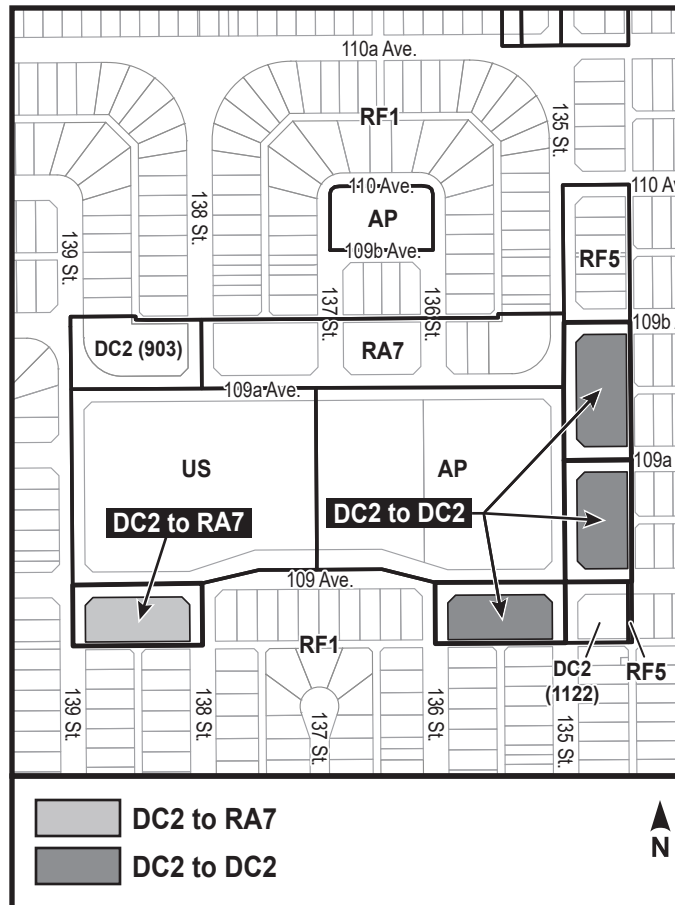 110a Ave.
RF1
135 St.
110 Ave.
110 Av
AP
138 St.
139 St.
109b Ave.
RF5
137 St.
136 St.
109b
DC2 (903)
RA7
109a Ave.
109a
US
AP
DC2 to RA7
DC2 to DC2
109 Ave.
RF1
DC2
(1122)
RF5
139 St.
138 St.
137 St.
136 St.
135 St.
DC2 to RA7
DC2 to DC2
N